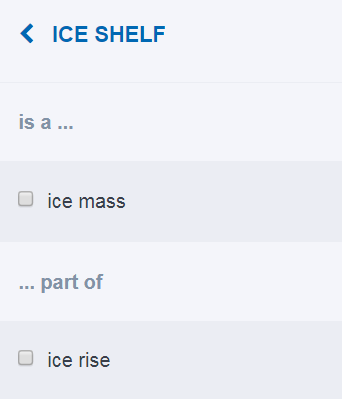 ICE SHELF
is a ...
ice mass
... part of
ice rise